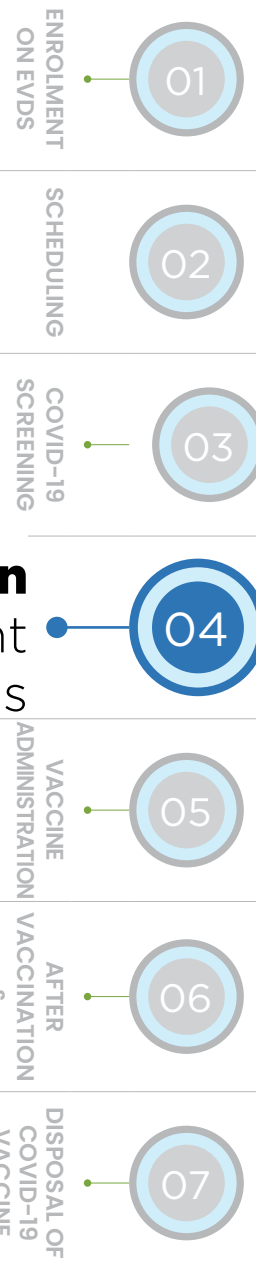 ENROLMENT
ON EVDS
01
SCHEDULING
02
COVID-19
SCREENING
03
n
nt
s
04
VACCINE
ADMINISTRATION
05
AFTER
VACCINATION
06
DISPOSAL OF
COVID-19
VACCINE
07